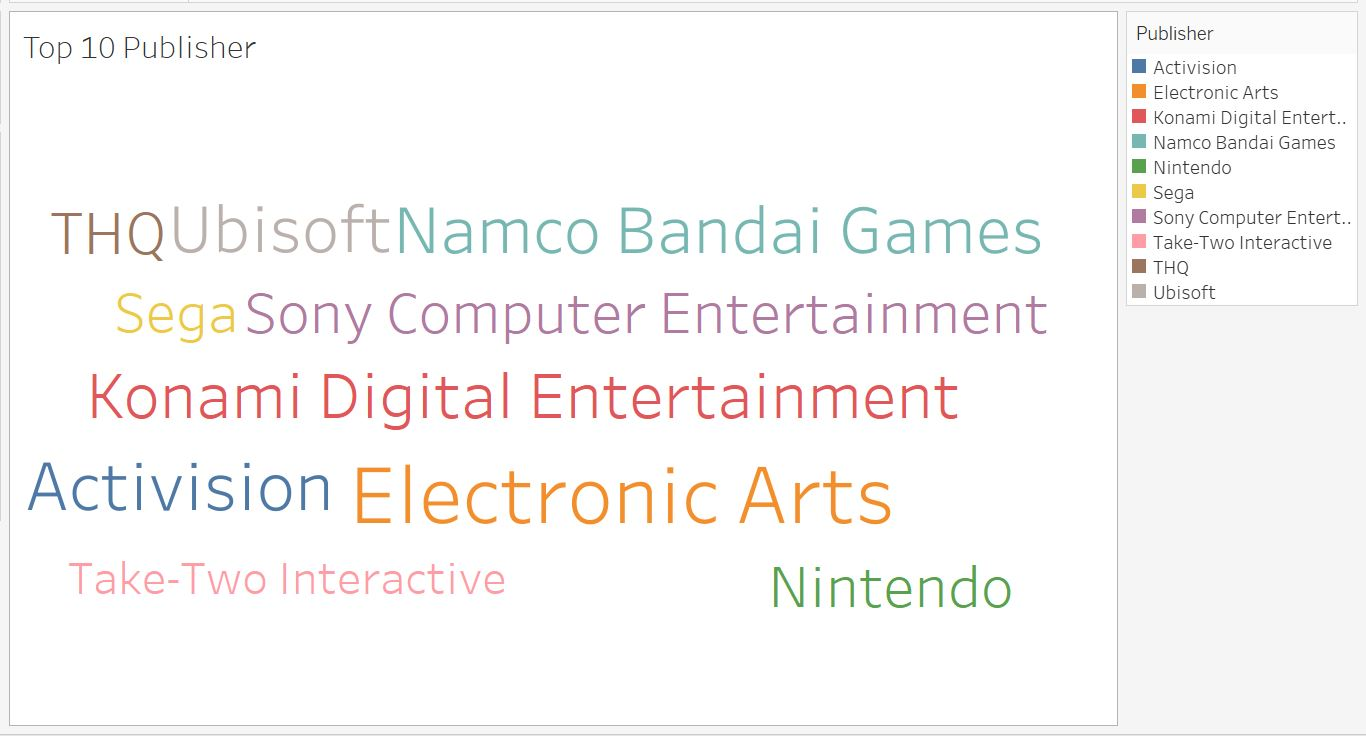 Top 10 Publisher
THQ Ubisoft Namco Bandai Games
Sega Sony Computer Entertainment
Konami Digital Entertainment
Activision Electronic Arts
Take-Two Interactive Nintendo
Publisher
Activision
Electronic Arts
Konami Digital Entert..
Namco Bandai Games
Nintendo
Sega
Sony Computer Entert..
Take-Two Interactive
THQ
Ubisoft